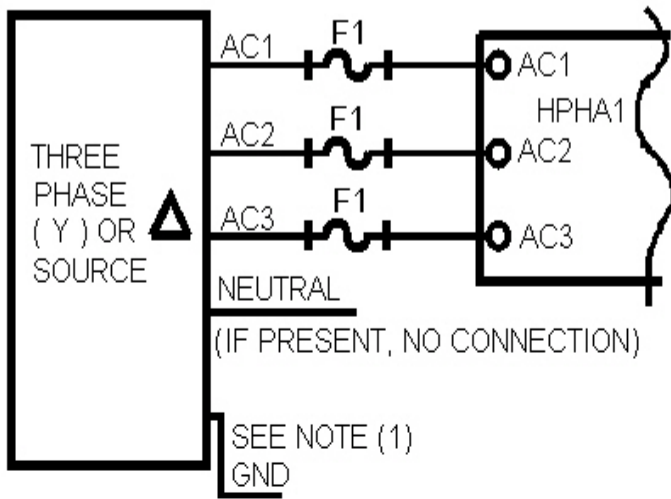 AC1
F1
AC1
HPHA1
AC2
F1
AC2
THREE
PHASE
( Y ) OR
SOURCE
AC3
F1
AC3
NEUTRAL
(IF PRESENT, NO CONNECTION)
SEE NOTE (1)
GND